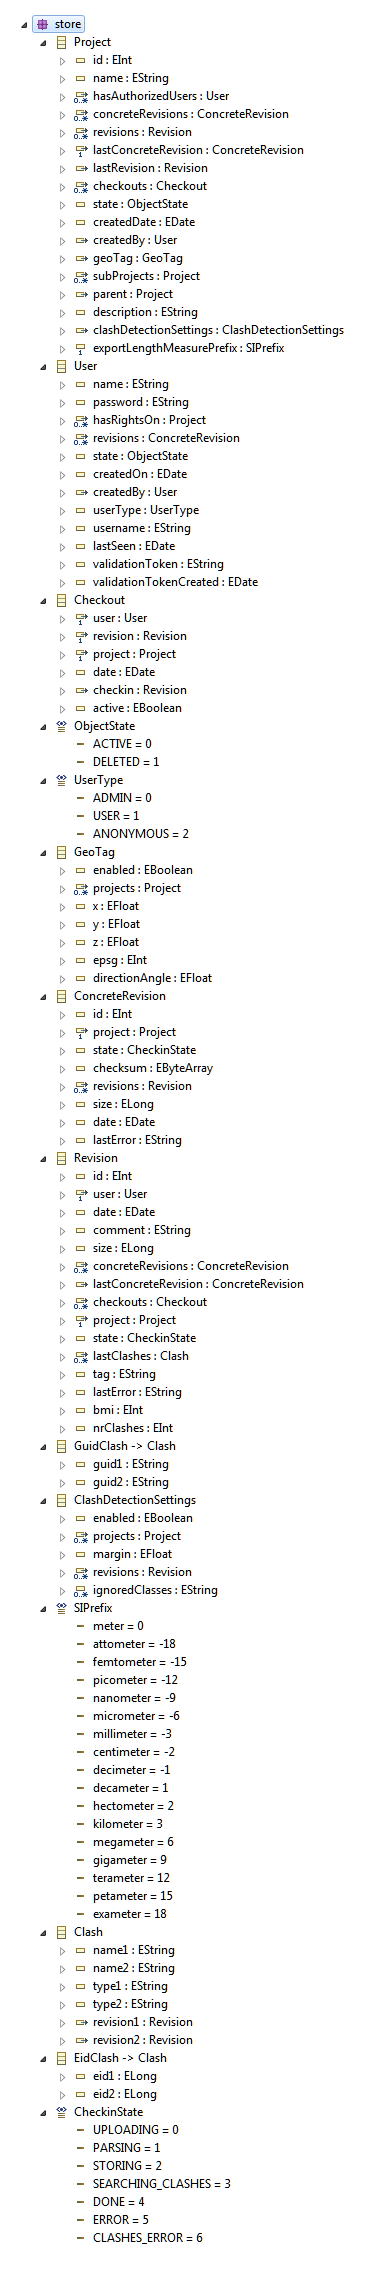 store
Project
id : EInt
name : EString
hasAuthorizedUsers : User
concreteRevisions : ConcreteRevision
revisions : Revision
lastConcreteRevision : ConcreteRevision
lastRevision : Revision
checkouts : Checkout
state : ObjectState
createdDate : EDate
createdBy : User
geoTag : GeoTag
subProjects : Project
parent : Project
description : EString
clashDetectionSettings : ClashDetectionSettings
exportLengthMeasurePrefix : SIPrefix
User
name : EString
password : EString
hasRightsOn : Project
revisions : ConcreteRevision
state : ObjectState
createdOn : EDate
createdBy : User
userType : UserType
username : EString
lastSeen : EDate
validationToken : EString
validationTokenCreated : EDate
Checkout
user : User
revision : Revision
project : Project
date : EDate
checkin : Revision
active : EBoolean
ObjectState
ACTIVE = 0
DELETED = 1
UserType
ADMIN = 0
USER = 1
ANONYMOUS = 2
GeoTag
enabled : EBoolean
projects : Project
x : EFloat
y : EFloat
z : EFloat
epsg : EInt
directionAngle : EFloat
ConcreteRevision
id : EInt
project : Project
state : CheckinState
checksum : EByteArray
revisions : Revision
size : ELong
date : EDate
lastError : EString
Revision
id : EInt
user : User
date : EDate
comment : EString
size : ELong
concreteRevisions : ConcreteRevision
lastConcreteRevision : ConcreteRevision
checkouts : Checkout
project : Project
state : CheckinState
lastClashes : Clash
tag : EString
lastError : EString
bmi : EInt
nrClashes : EInt
GuidClash -> Clash
guid1 : EString
guid2 : EString
ClashDetectionSettings
enabled : EBoolean
projects : Project
margin : EFloat
revisions : Revision
ignoredClasses : EString
SIPrefix
meter = 0
attometer = -18
femtometer = -15
picometer = -12
nanometer = -9
micrometer = -6
millimeter = -3
centimeter = -2
decimeter = -1
decameter = 1
hectometer = 2
kilometer = 3
megameter = 6
gigameter = 9
terameter = 12
petameter = 15
exameter = 18
Clash
name1 : EString
name2 : EString
type1 : EString
type2 : EString
revision1 : Revision
revision2 : Revision
EidClash -> Clash
eid1 : ELong
eid2 : ELong
CheckinState
UPLOADING = 0
PARSING = 1
STORING = 2
SEARCHING_CLASHES = 3
DONE = 4
ERROR = 5
CLASHES_ERROR = 6